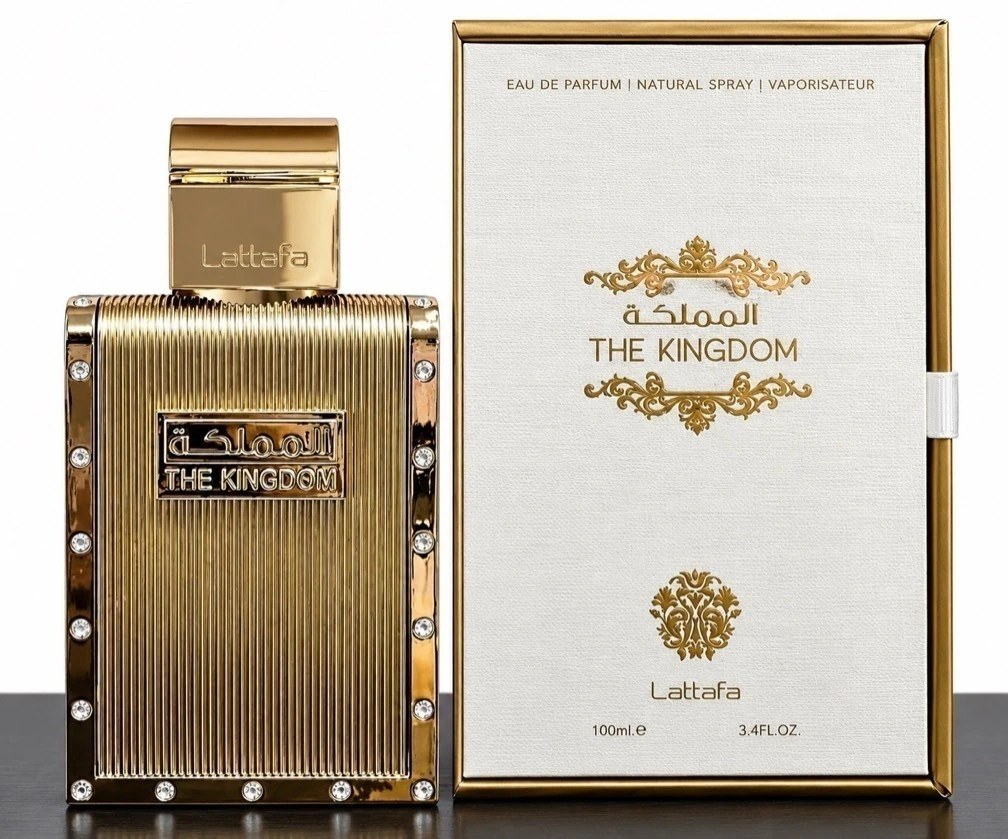 Lattafa
المملكة
THE KINGDOM
EAU DE PARFUM | NATURAL SPRAY | VAPORISATEUR
المملكة
THE KINGDOM
Lattafa
100ml.e 3.4FL.OZ.